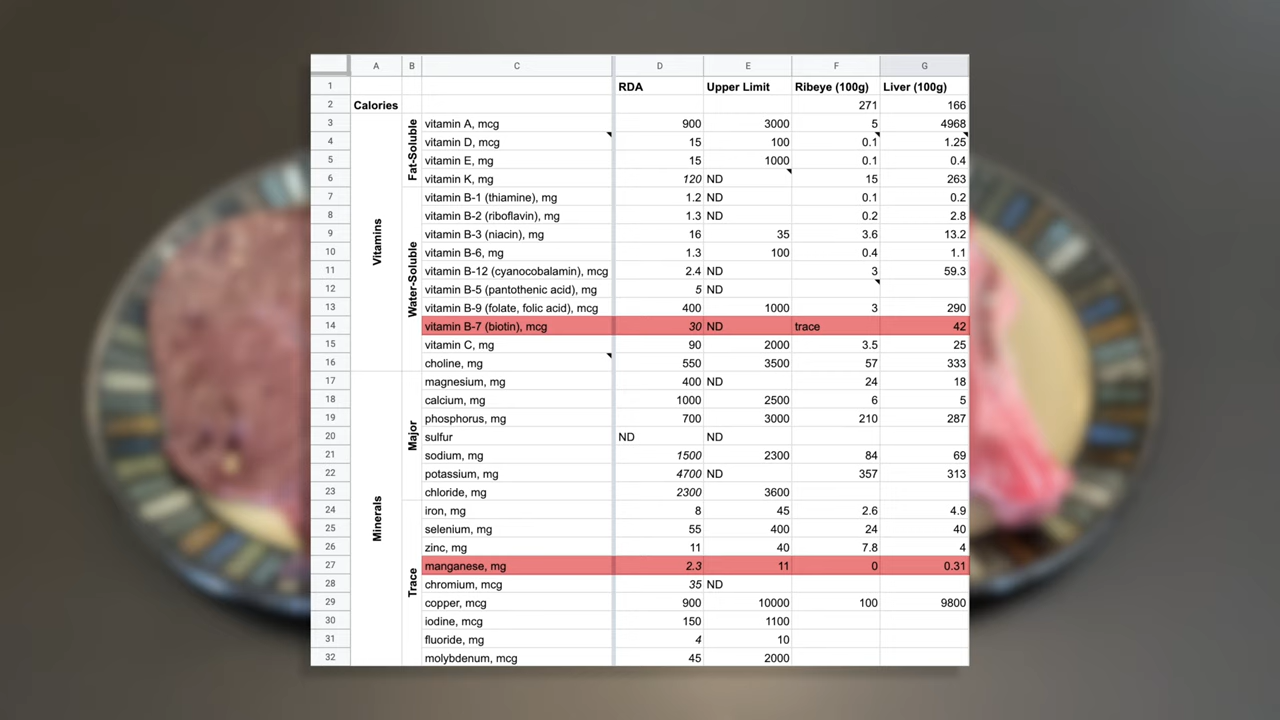 A B C D E F G
1 RDA Upper Limit Ribeye (100g) Liver (100g)
2 Calories 271 166
Vitamins
Fat-Soluble
3 vitamin A, mcg 900 3000 5 4968
4 vitamin D, mcg 15 100 0.1 1.25
5 vitamin E, mg 15 1000 0.1 0.4
6 vitamin K, mg 120 ND 15 263
Water-Soluble
7 vitamin B-1 (thiamine), mg 1.2 ND 0.1 0.2
8 vitamin B-2 (riboflavin), mg 1.3 ND 0.2 2.8
9 vitamin B-3 (niacin), mg 16 35 3.6 13.2
10 vitamin B-6, mg 1.3 100 0.4 1.1
11 vitamin B-12 (cyanocobalamin), mcg 2.4 ND 3 59.3
12 vitamin B-5 (pantothenic acid), mg 5 ND
13 vitamin B-9 (folate, folic acid), mcg 400 1000 3 290
14 vitamin B-7 (biotin), mcg 30 ND trace 42
15 vitamin C, mg 90 2000 3.5 25
16 choline, mg 550 3500 57 333
Minerals
Major
17 magnesium, mg 400 ND 24 18
18 calcium, mg 1000 2500 6 5
19 phosphorus, mg 700 3000 210 287
20 sulfur ND ND
21 sodium, mg 1500 2300 84 69
22 potassium, mg 4700 ND 357 313
23 chloride, mg 2300 3600
Trace
24 iron, mg 8 45 2.6 4.9
25 selenium, mg 55 400 24 40
26 zinc, mg 11 40 7.8 4
27 manganese, mg 2.3 11 0 0.31
28 chromium, mcg 35 ND
29 copper, mcg 900 10000 100 9800
30 iodine, mcg 150 1100
31 fluoride, mg 4 10
32 molybdenum, mcg 45 2000